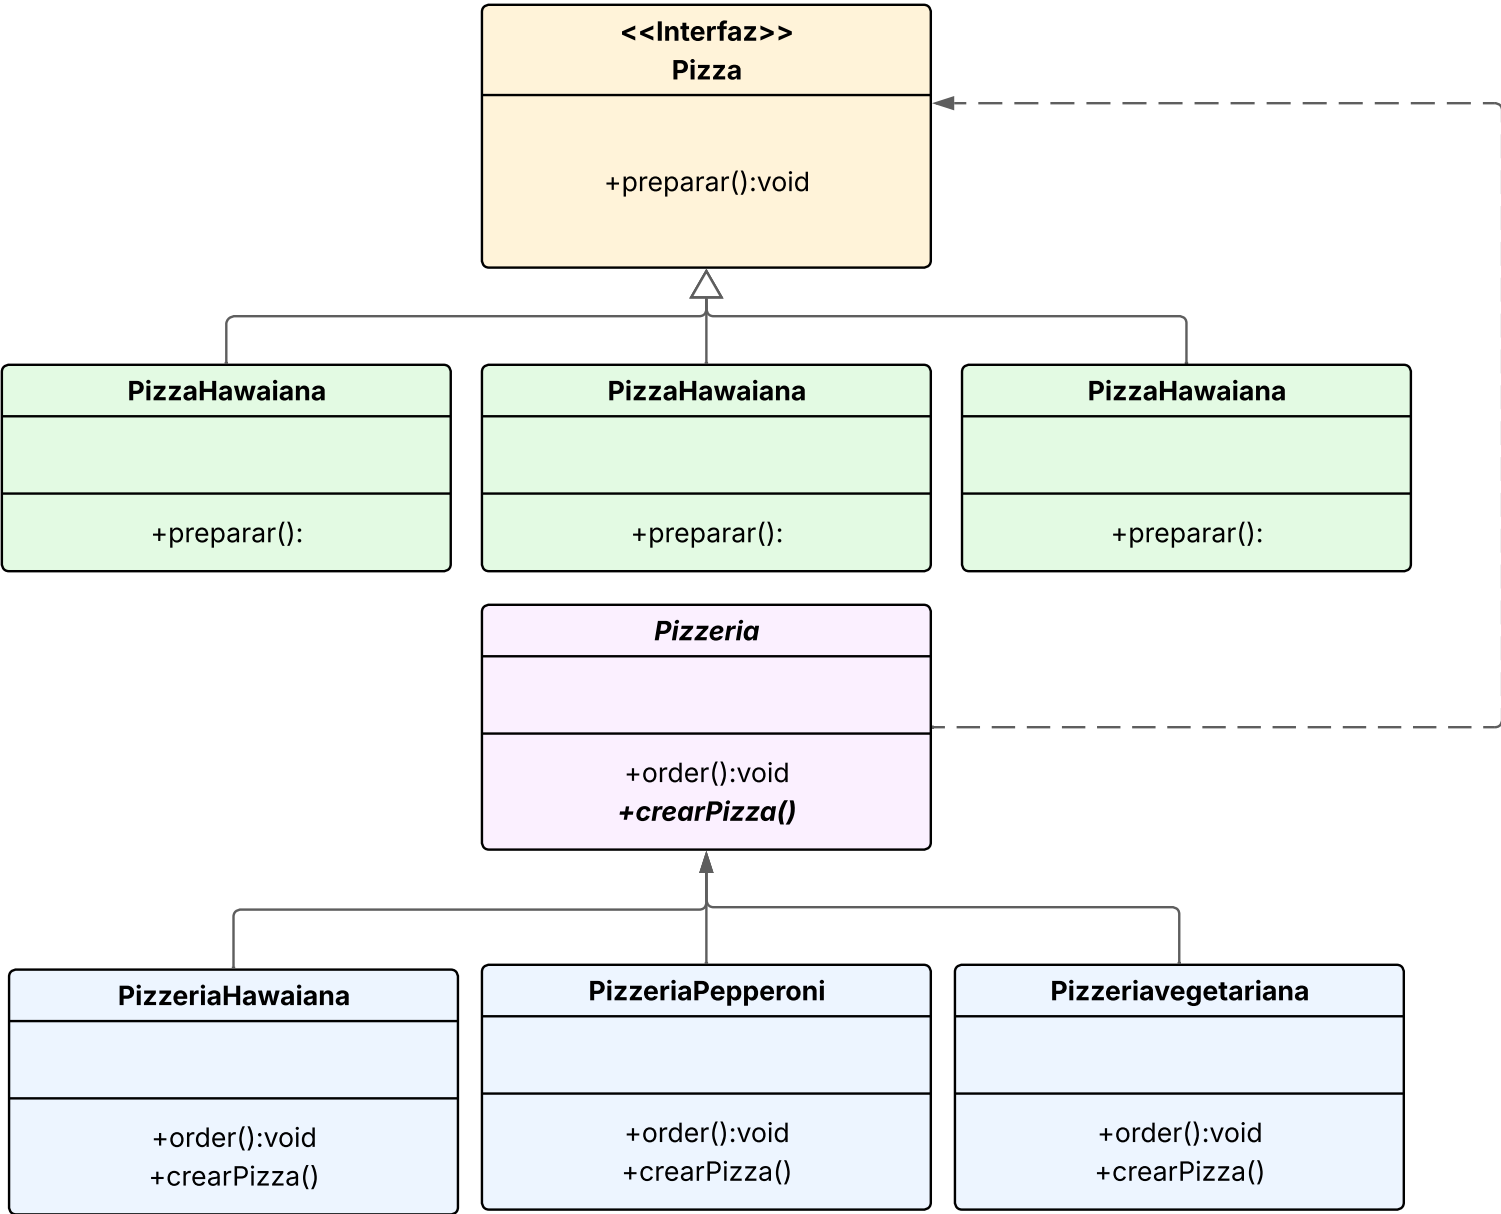 <<Interfaz>>
Pizza
+preparar():void
PizzaHawaiana
+preparar():
PizzaHawaiana
+preparar():
PizzaHawaiana
+preparar():
Pizzeria
+order():void
+crearPizza()
PizzeriaHawaiana
+order():void
+crearPizza()
PizzeriaPepperoni
+order():void
+crearPizza()
Pizzeriavegetariana
+order():void
+crearPizza()